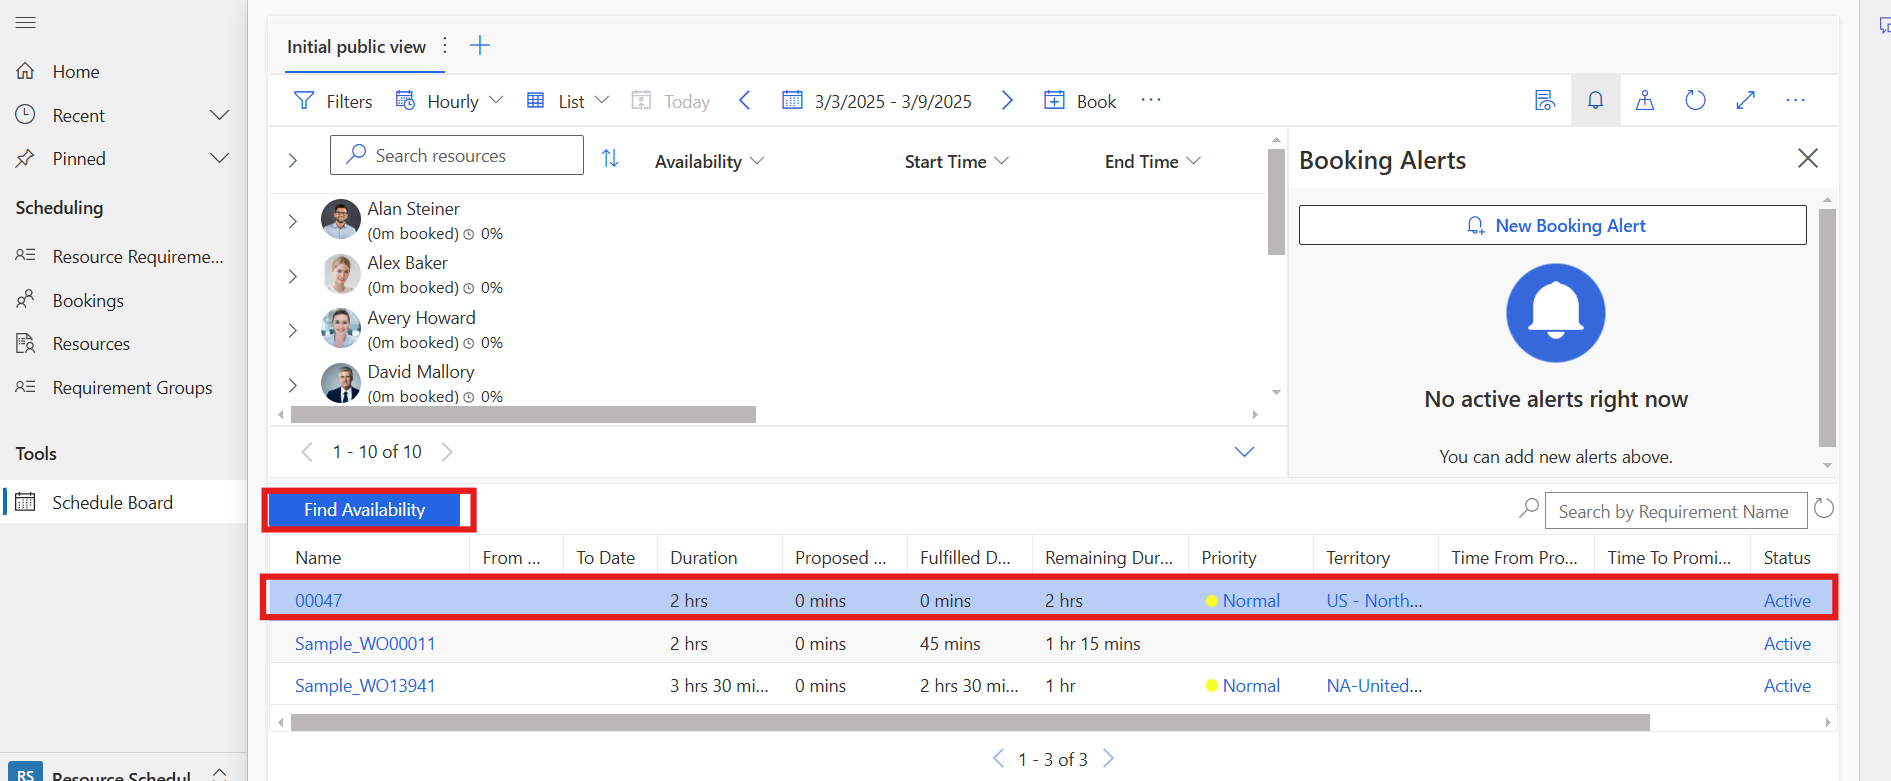 Home
Recent
Pinned
Scheduling
Resource Requireme...
Bookings
Resources
Requirement Groups
Tools
Schedule Board
RS Resource Schedul
Initial public view
Filters Hourly List Today 3/3/2025 - 3/9/2025 Book ...
Search resources Availability Start Time End Time
Alan Steiner
(0m booked) 0%
Alex Baker
(0m booked) 0%
Avery Howard
(0m booked) 0%
David Mallory
(0m booked) 0%
1 - 10 of 10
Booking Alerts
New Booking Alert
No active alerts right now
You can add new alerts above.
Find Availability
Search by Requirement Name
Name From ... To Date Duration Proposed ... Fulfilled D... Remaining Dur... Priority Territory Time From Pro... Time To Promi... Status
00047 2 hrs 0 mins 0 mins 2 hrs Normal US - North... Active
Sample_WO00011 2 hrs 0 mins 45 mins 1 hr 15 mins Active
Sample_WO13941 3 hrs 30 mi... 0 mins 2 hrs 30 mi... 1 hr Normal NA-United... Active
1 - 3 of 3